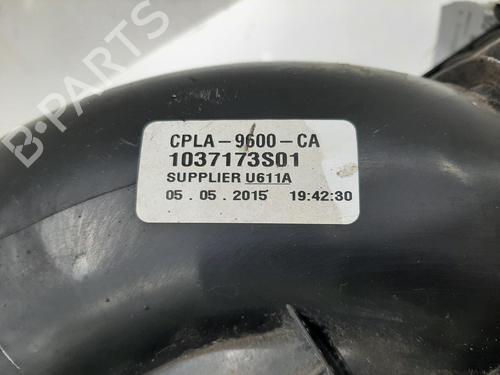 B-PARTS
CPLA-9600-CA
1037173S01
SUPPLIER U611A
05.05.2015 19:42:30